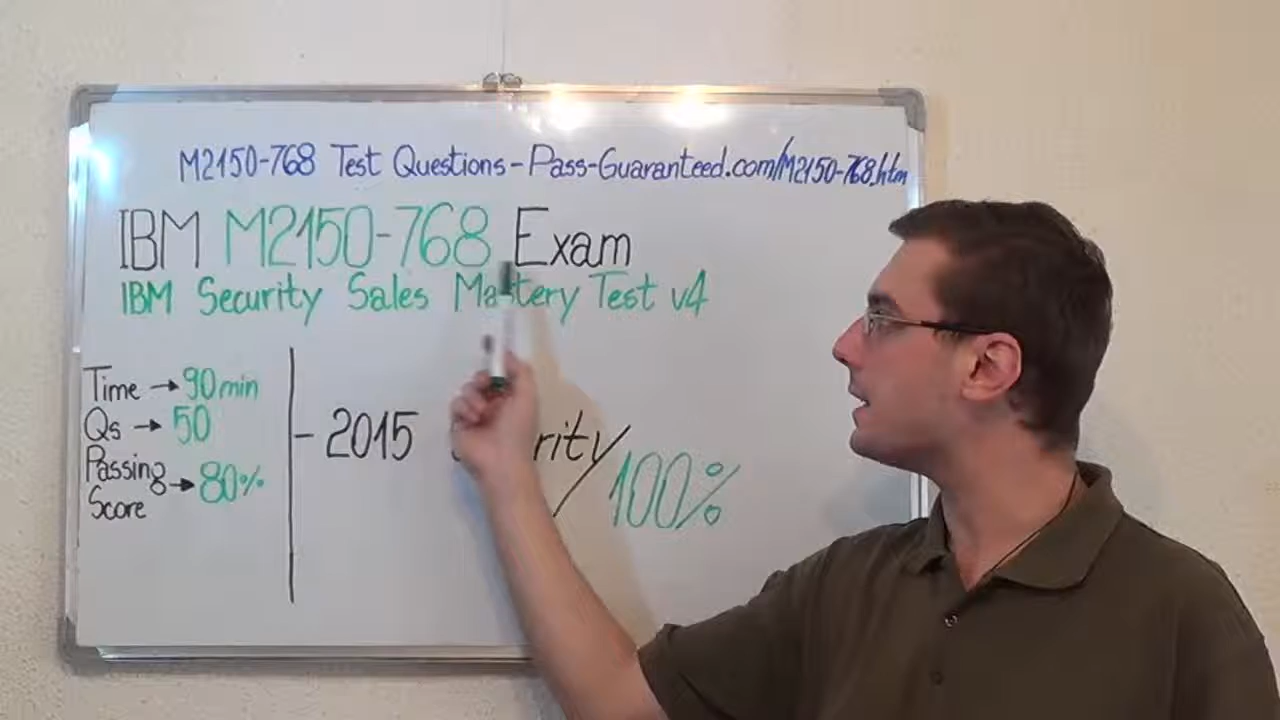 M2150-768 Test Questions - Pass-Guaranteed.com/M2150-768.htm
IBM M2150-768 Exam
IBM Security Sales Mastery Test v4
Time → 90 min
Qs → 50
Passing → 80%
Score
- 2015 rity/100%